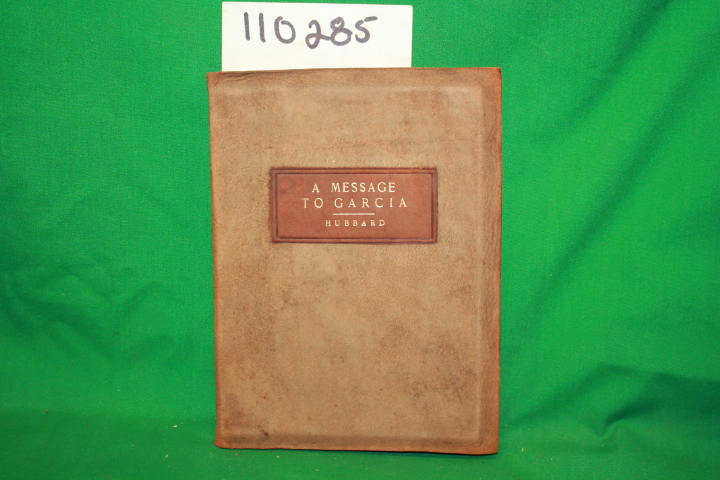 110285
A MESSAGE
TO GARCIA
HUBBARD